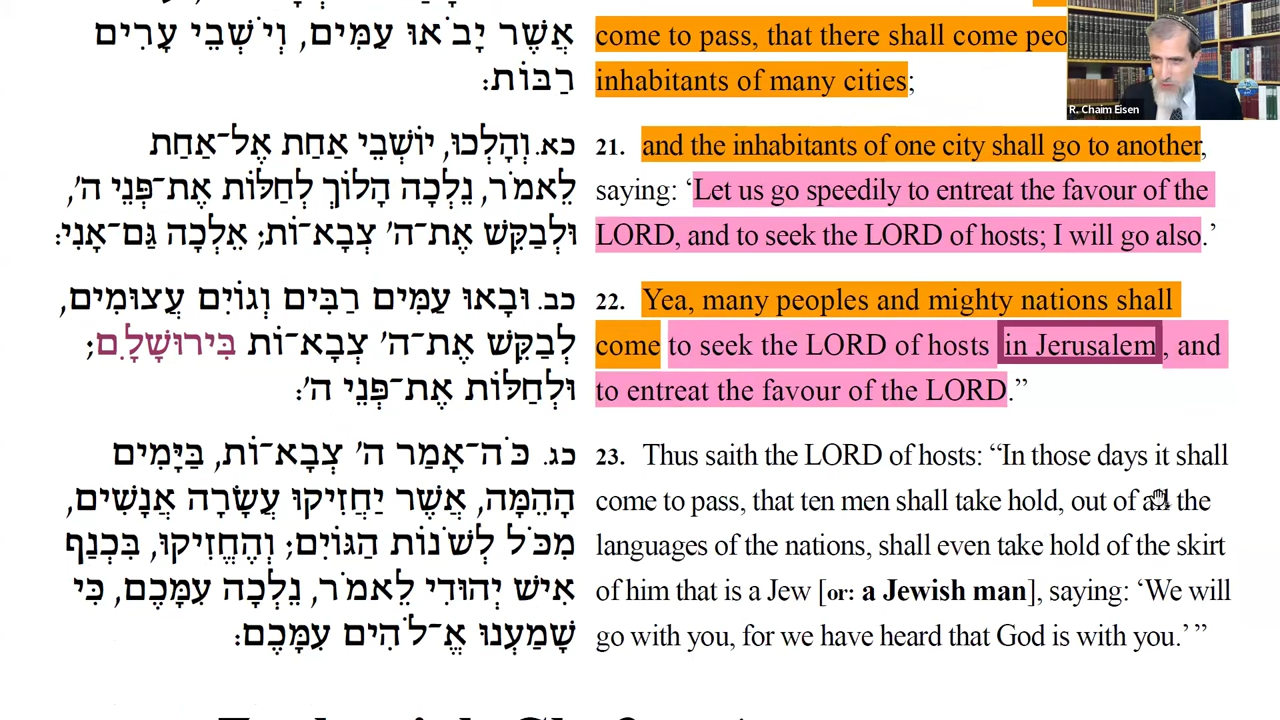 אֲשֶׁר יָבֹאוּ עַמִּים, וְיֹשְׁבֵי עָרִים
רַבּוֹת:
כא. וְהָלְכוּ, יוֹשְׁבֵי אַחַת אֶל־אַחַת
לֵאמֹר, נֵלְכָה הָלוֹךְ לְחַלּוֹת אֶת־פְּנֵי ה',
וּלְבַקֵּשׁ אֶת־ה' צְבָא־וֹת; אֵלְכָה גַּם־אָנִי:
כב. וּבָאוּ עַמִּים רַבִּים וְגוֹיִם עֲצוּמִים,
לְבַקֵּשׁ אֶת־ה' צְבָא־וֹת בִּירוּשָׁלָ‍ִם;
וּלְחַלּוֹת אֶת־פְּנֵי ה':
כג. כֹּה־אָמַר ה' צְבָא־וֹת, בַּיָּמִים
הָהֵמָּה, אֲשֶׁר יַחֲזִיקוּ עֲשָׂרָה אֲנָשִׁים,
מִכֹּל לְשֹׁנוֹת הַגּוֹיִם; וְהֶחֱזִיקוּ, בִּכְנַף
אִישׁ יְהוּדִי לֵאמֹר, נֵלְכָה עִמָּכֶם, כִּי
שָׁמַעְנוּ אֱ־לֹהִים עִמָּכֶם:
come to pass, that there shall come
inhabitants of many cities;
21. and the inhabitants of one city shall go to another,
saying: ‘Let us go speedily to entreat the favour of the
LORD, and to seek the LORD of hosts; I will go also.’
22. Yea, many peoples and mighty nations shall
come to seek the LORD of hosts in Jerusalem, and
to entreat the favour of the LORD.”
23. Thus saith the LORD of hosts: “In those days it shall
come to pass, that ten men shall take hold, out of all the
languages of the nations, shall even take hold of the skirt
of him that is a Jew [or: a Jewish man], saying: ‘We will
go with you, for we have heard that God is with you.’ ”
R. Chaim Eisen